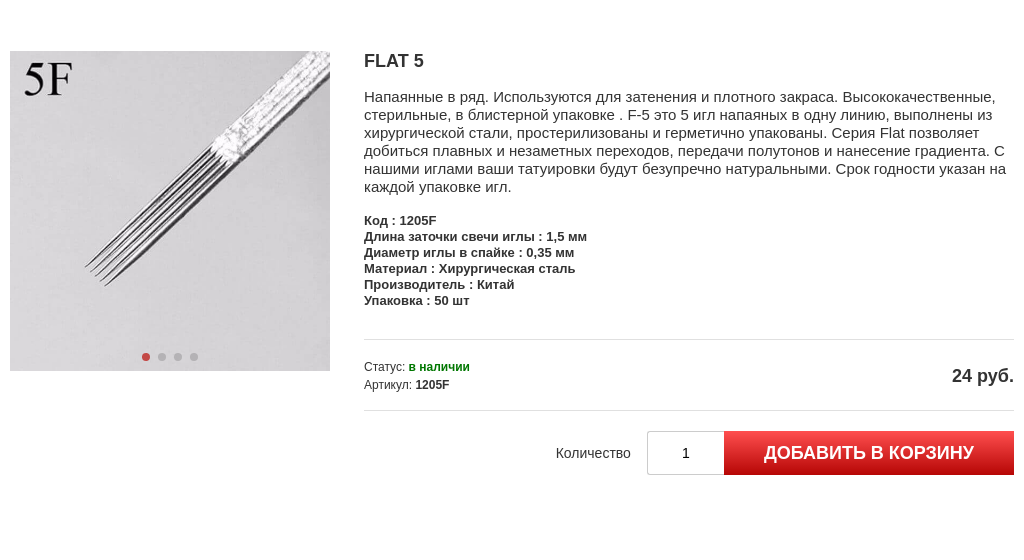 5F
FLAT 5
Напаянные в ряд. Используются для затенения и плотного закраса. Высококачественные,
стерильные, в блистерной упаковке . F-5 это 5 игл напаяных в одну линию, выполнены из
хирургической стали, простерилизованы и герметично упакованы. Серия Flat позволяет
добиться плавных и незаметных переходов, передачи полутонов и нанесение градиента. С
нашими иглами ваши татуировки будут безупречно натуральными. Срок годности указан на
каждой упаковке игл.
Код : 1205F
Длина заточки свечи иглы : 1,5 мм
Диаметр иглы в спайке : 0,35 мм
Материал : Хирургическая сталь
Производитель : Китай
Упаковка : 50 шт
Статус: в наличии
Артикул: 1205F
24 руб.
Количество 1 ДОБАВИТЬ В КОРЗИНУ